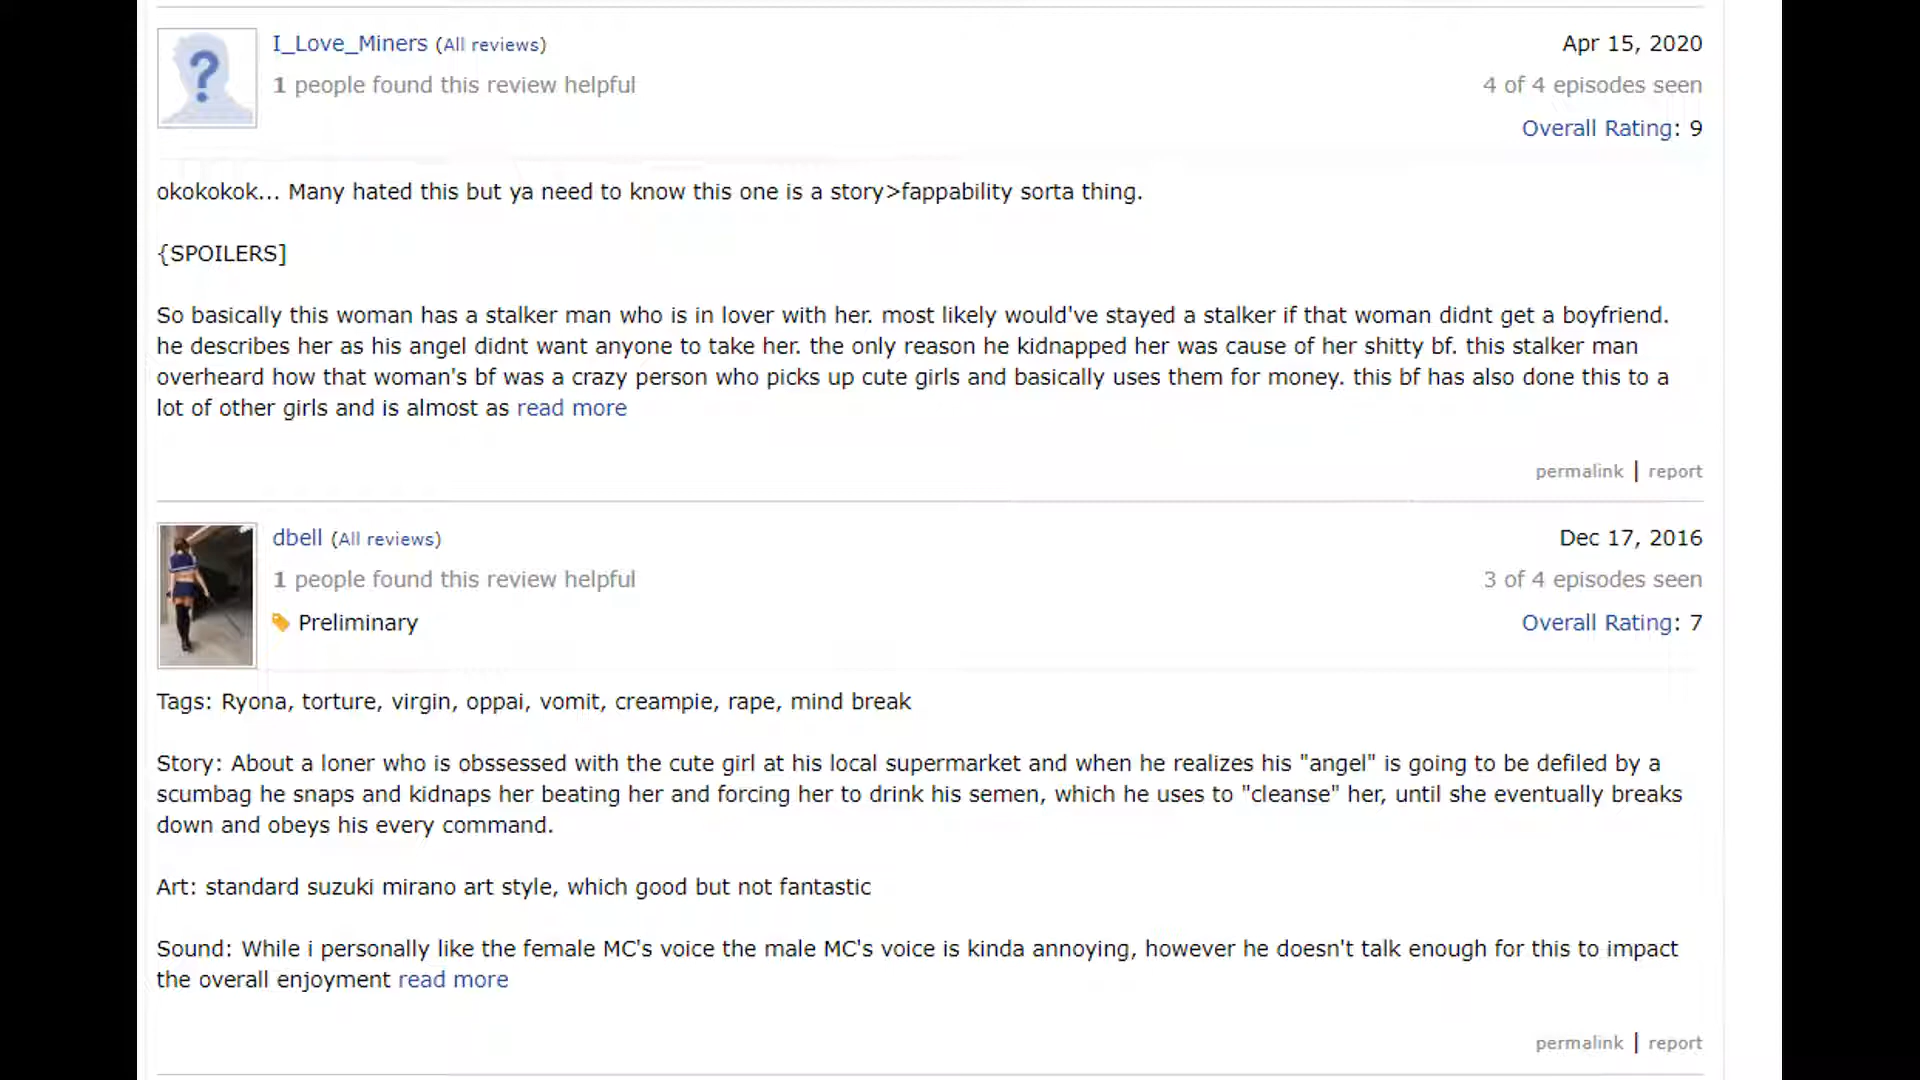 I_Love_Miners (All reviews)
Apr 15, 2020
1 people found this review helpful
4 of 4 episodes seen
Overall Rating: 9
okokokok... Many hated this but ya need to know this one is a story>fappability sorta thing.
{SPOILERS]
So basically this woman has a stalker man who is in lover with her. most likely would've stayed a stalker if that woman didnt get a boyfriend.
he describes her as his angel didnt want anyone to take her. the only reason he kidnapped her was cause of her shitty bf. this stalker man
overheard how that woman's bf was a crazy person who picks up cute girls and basically uses them for money. this bf has also done this to a
lot of other girls and is almost as read more
permalink | report
dbell (All reviews)
Dec 17, 2016
1 people found this review helpful
3 of 4 episodes seen
Preliminary
Overall Rating: 7
Tags: Ryona, torture, virgin, oppai, vomit, creampie, rape, mind break
Story: About a loner who is obssessed with the cute girl at his local supermarket and when he realizes his "angel" is going to be defiled by a
scumbag he snaps and kidnaps her beating her and forcing her to drink his semen, which he uses to "cleanse" her, until she eventually breaks
down and obeys his every command.
Art: standard suzuki mirano art style, which good but not fantastic
Sound: While i personally like the female MC's voice the male MC's voice is kinda annoying, however he doesn't talk enough for this to impact
the overall enjoyment read more
permalink | report